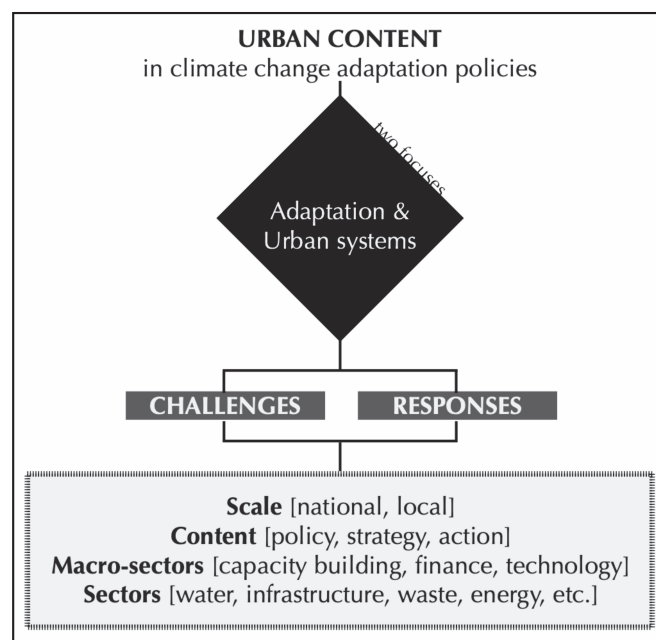 URBAN CONTENT
in climate change adaptation policies
two focuses
Adaptation &
Urban systems
CHALLENGES
RESPONSES
Scale [national, local]
Content [policy, strategy, action]
Macro-sectors [capacity building, finance, technology]
Sectors [water, infrastructure, waste, energy, etc.]